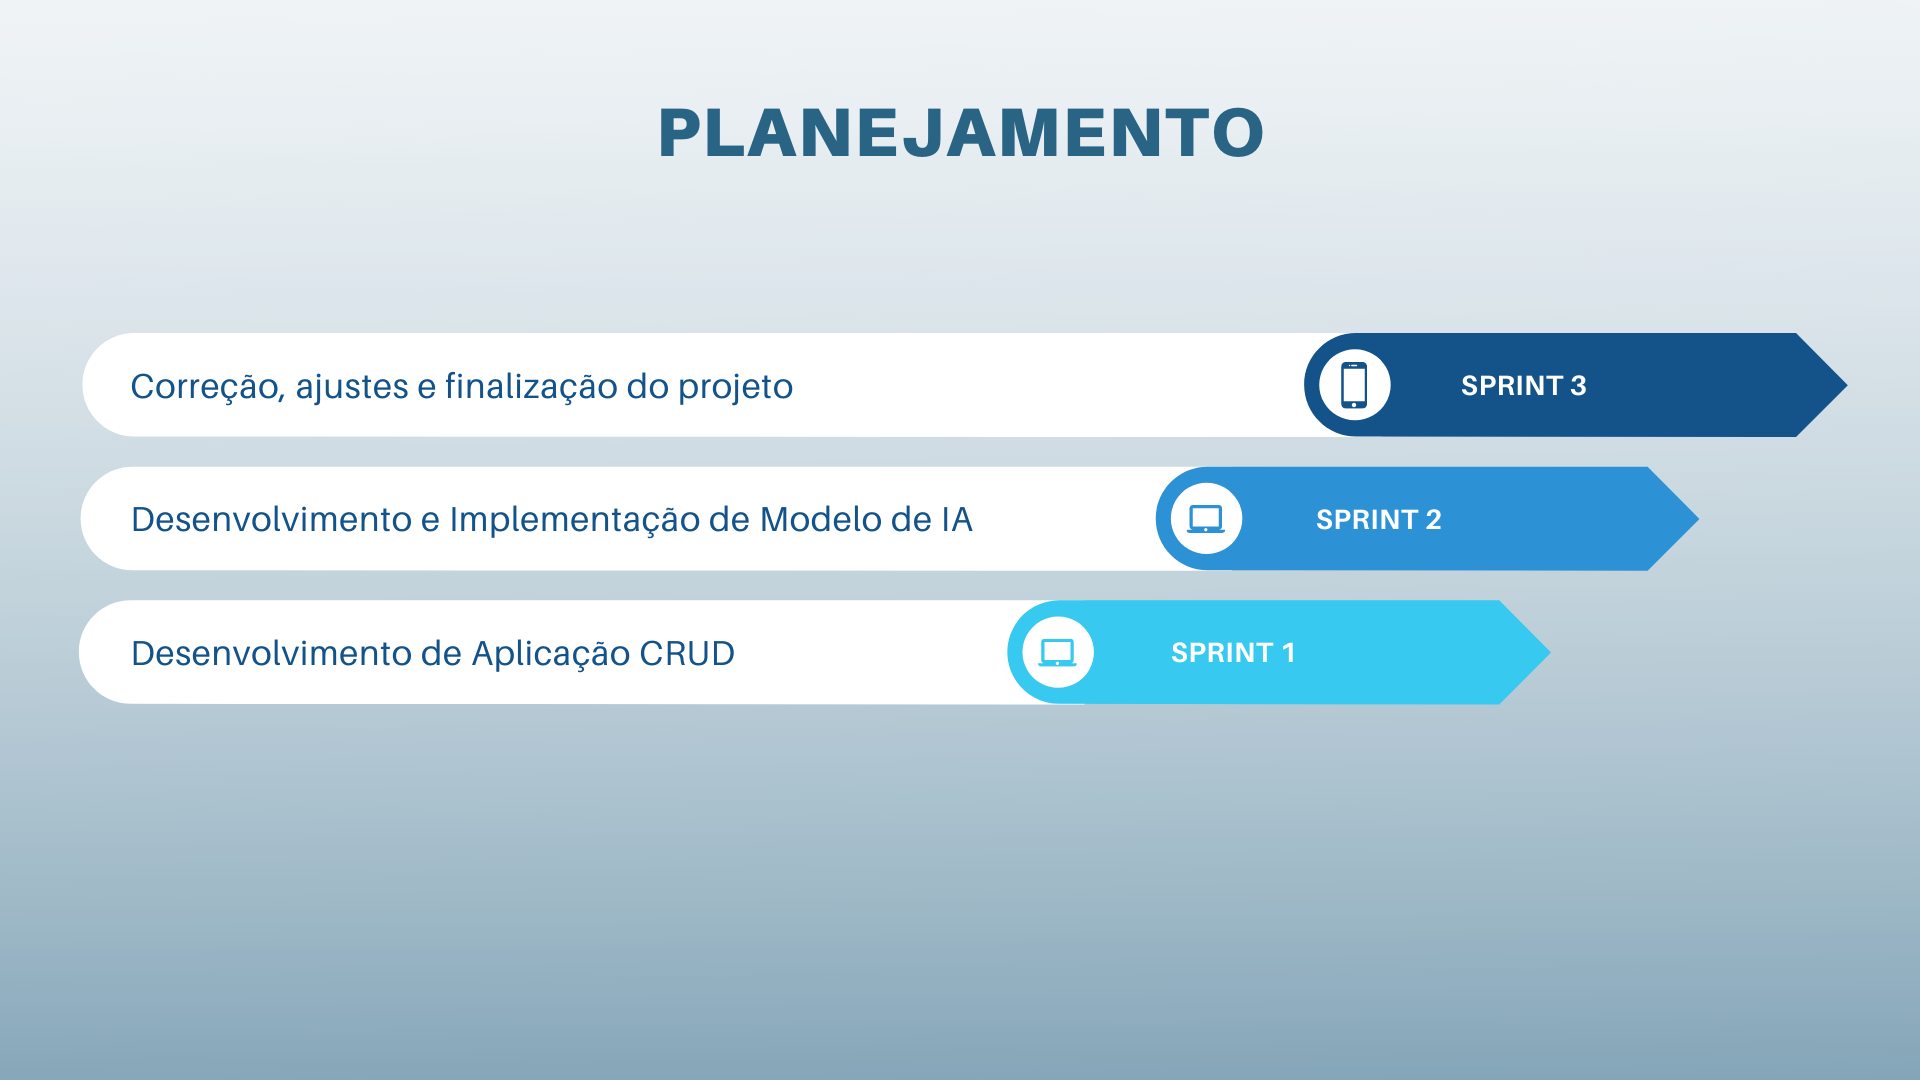 PLANEJAMENTO
Correção, ajustes e finalização do projeto
SPRINT 3
Desenvolvimento e Implementação de Modelo de IA
SPRINT 2
Desenvolvimento de Aplicação CRUD
SPRINT 1